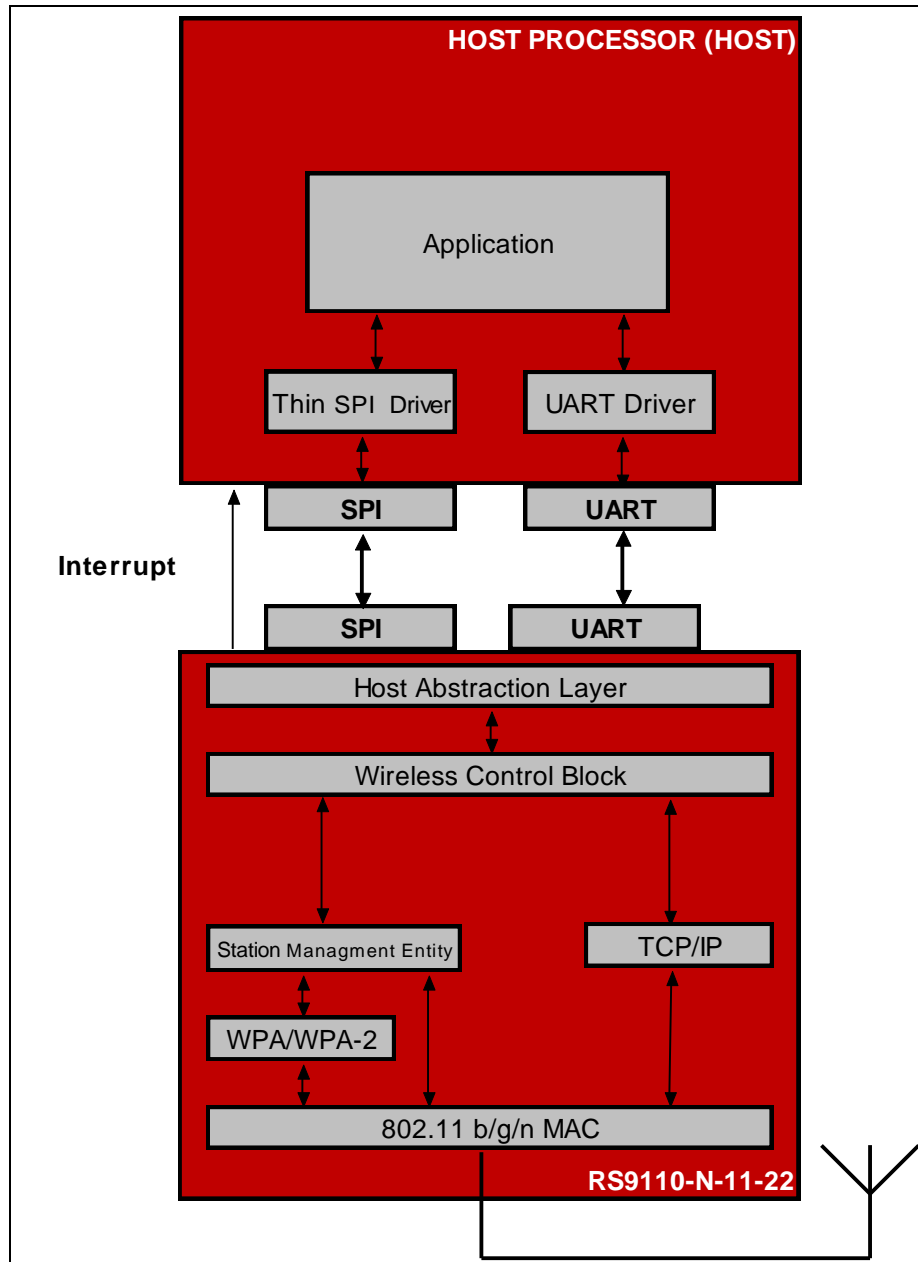 HOST PROCESSOR (HOST)
Application
Thin SPI Driver
UART Driver
SPI
UART
Interrupt
SPI
UART
Host Abstraction Layer
Wireless Control Block
Station Managment Entity
TCP/IP
WPA/WPA-2
802.11 b/g/n MAC
RS9110-N-11-22